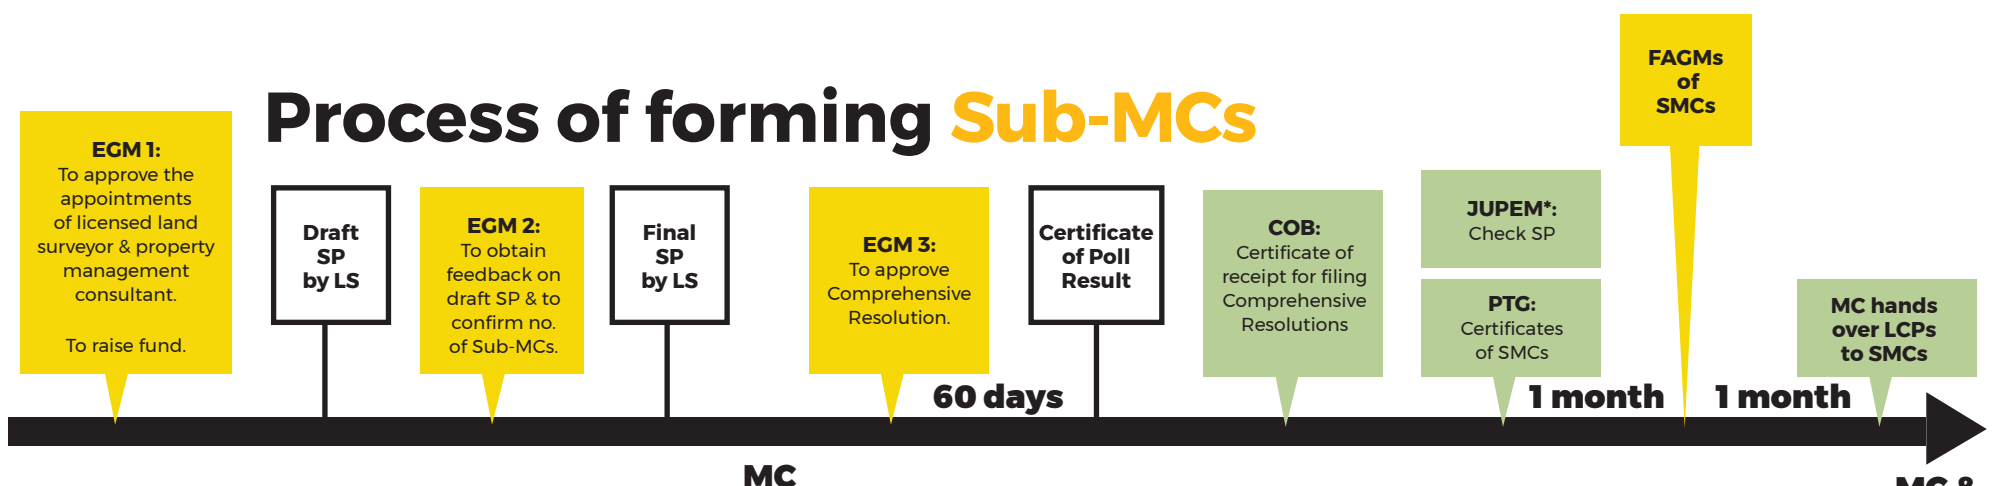 Process of forming Sub-MCs
EGM 1:
To approve the
appointments
of licensed land
surveyor & property
management
consultant.
To raise fund.
Draft
SP
by LS
EGM 2:
To obtain
feedback on
draft SP & to
confirm no.
of Sub-MCs.
Final
SP
by LS
EGM 3:
To approve
Comprehensive
Resolution.
60 days
Certificate
of Poll
Result
COB:
Certificate of
receipt for filing
Comprehensive
Resolutions
JUPEM*:
Check SP
PTG:
Certificates
of SMCs
1 month
FAGMs
of
SMCs
1 month
MC hands
over LCPs
to SMCs
MC
MC &